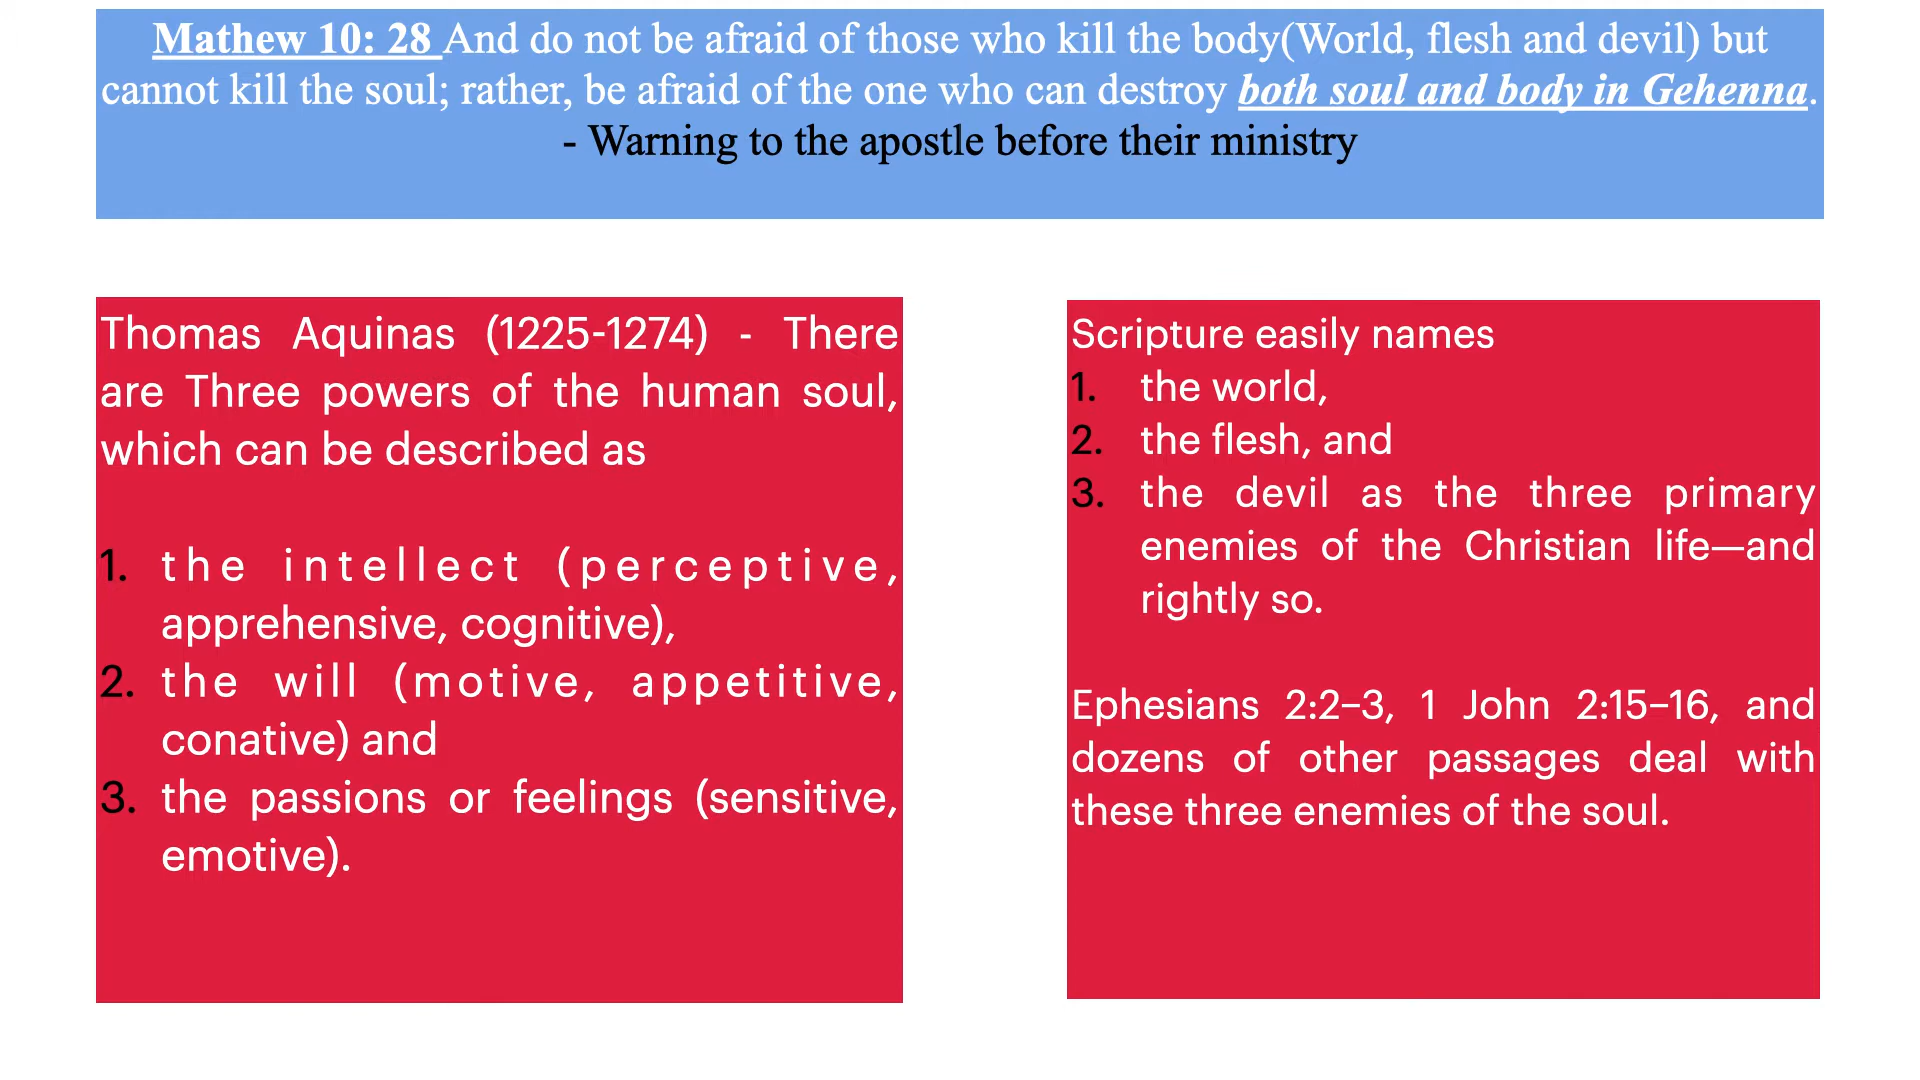 Mathew 10: 28 And do not be afraid of those who kill the body(World, flesh and devil) but
cannot kill the soul; rather, be afraid of the one who can destroy both soul and body in Gehenna.
- Warning to the apostle before their ministry
Thomas Aquinas (1225-1274) - There
are Three powers of the human soul,
which can be described as
1. the intellect (perceptive,
apprehensive, cognitive),
2. the will (motive, appetitive,
conative) and
3. the passions or feelings (sensitive,
emotive).
Scripture easily names
1. the world,
2. the flesh, and
3. the devil as the three primary
enemies of the Christian life—and
rightly so.
Ephesians 2:2–3, 1 John 2:15–16, and
dozens of other passages deal with
these three enemies of the soul.